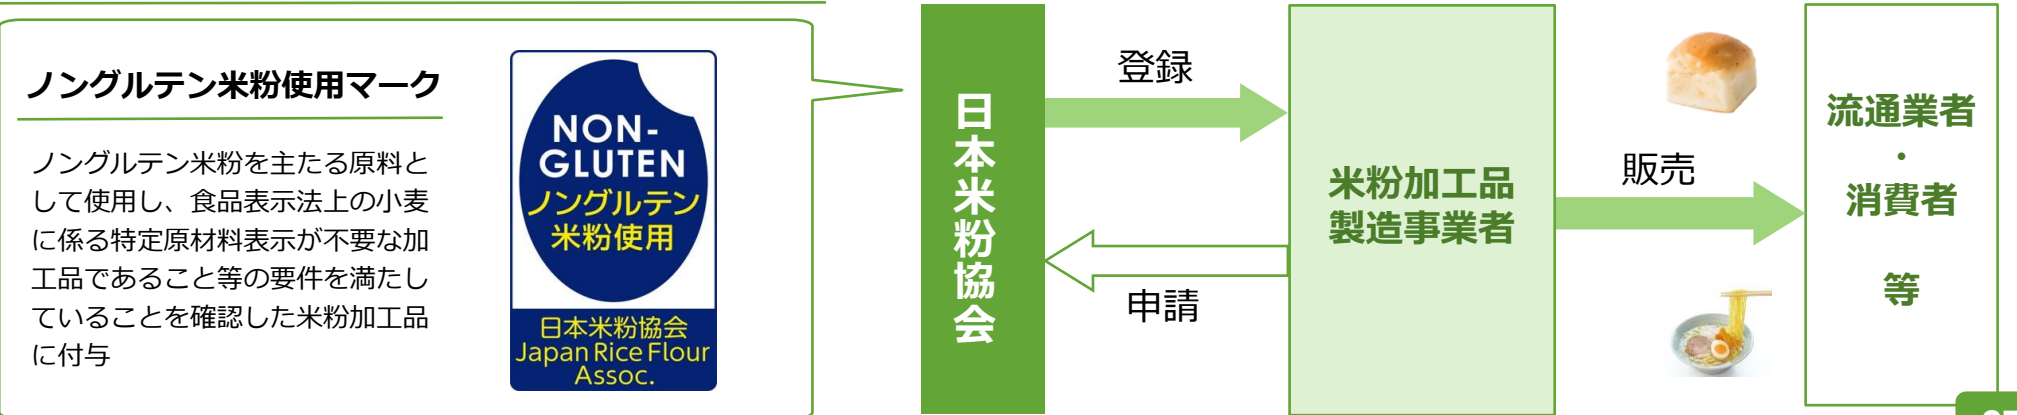 ノングルテン米粉使用マーク
ノングルテン米粉を主たる原料と
して使用し、食品表示法上の小麦
に係る特定原材料表示が不要な加
工品であること等の要件を満たし
ていることを確認した米粉加工品
に付与
NON-
GLUTEN
ノングルテン
米粉使用
日本米粉協会
Japan Rice Flour
Assoc.
日本米粉協会
登録
申請
米粉加工品
製造事業者
販売
流通業者
・
消費者
等